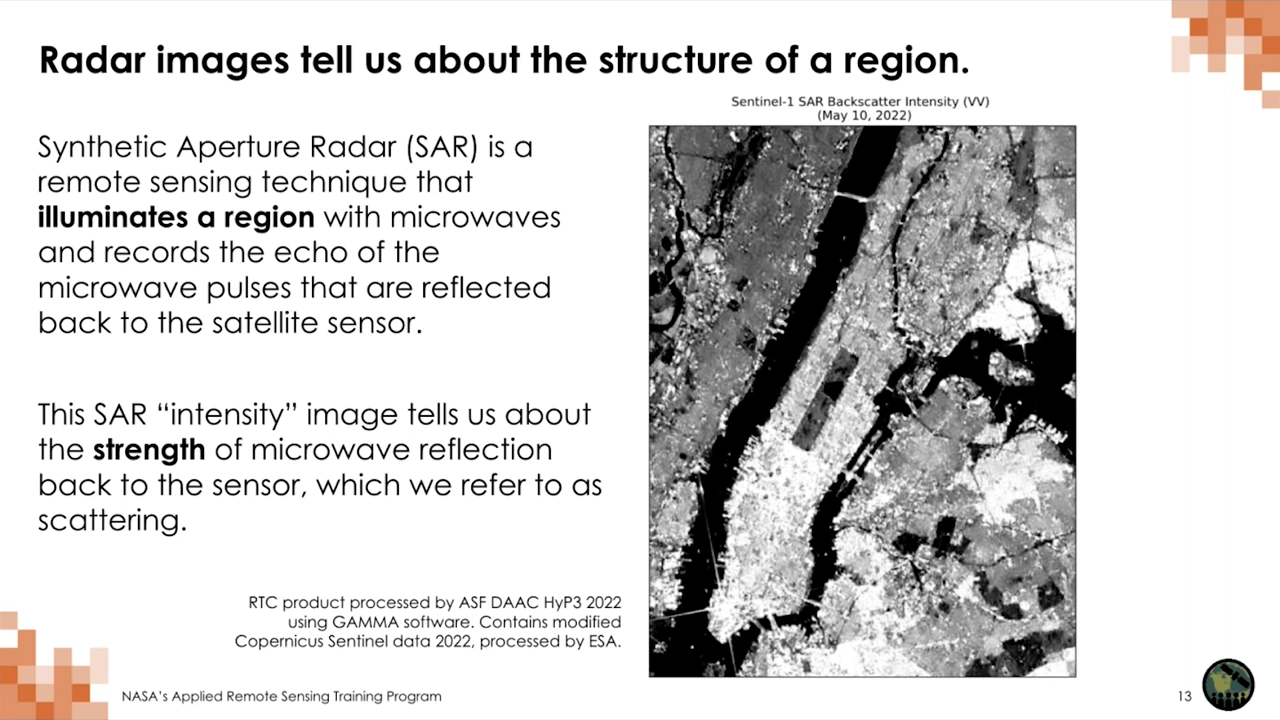 Radar images tell us about the structure of a region.
Sentinel-1 SAR Backscatter Intensity (VV)
(May 10, 2022)
Synthetic Aperture Radar (SAR) is a
remote sensing technique that
illuminates a region with microwaves
and records the echo of the
microwave pulses that are reflected
back to the satellite sensor.
This SAR “intensity” image tells us about
the strength of microwave reflection
back to the sensor, which we refer to as
scattering.
RTC product processed by ASF DAAC HyP3 2022
using GAMMA software. Contains modified
Copernicus Sentinel data 2022, processed by ESA.
NASA’s Applied Remote Sensing Training Program
13